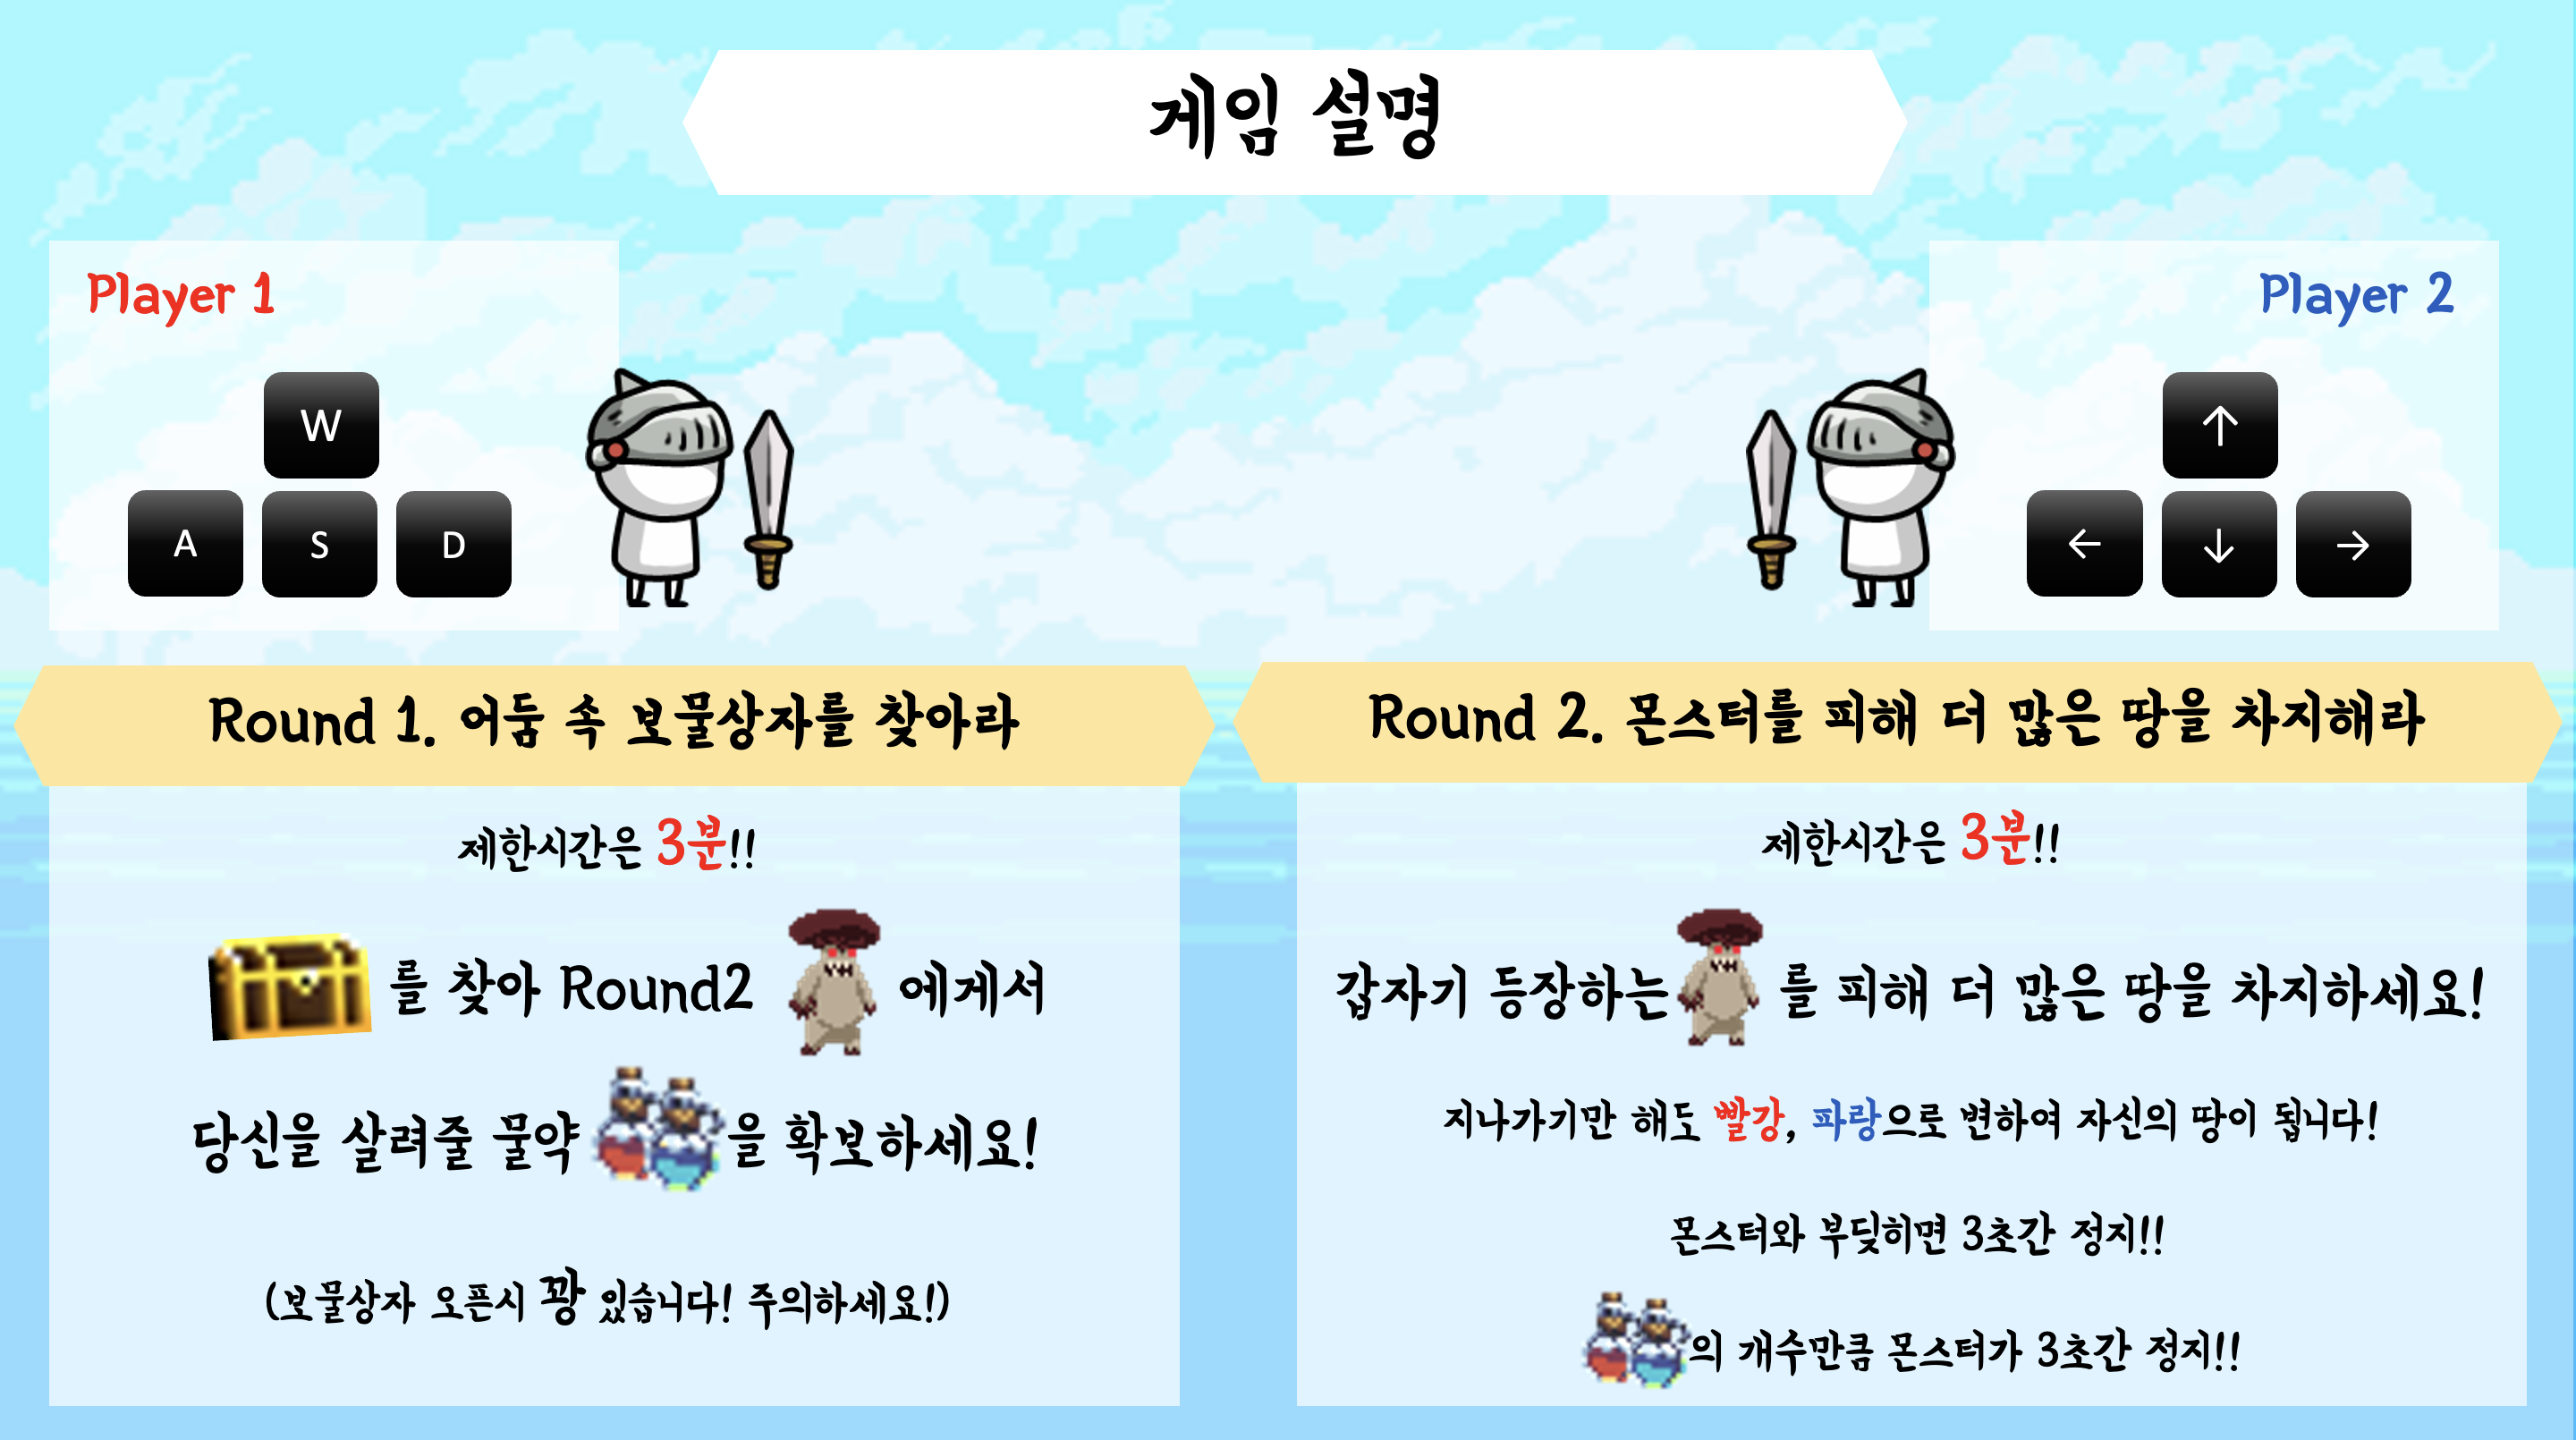 게임 설명
Player 1
W
A S D
Player 2
↑
← ↓ →
Round 1. 어둠 속 보물상자를 찾아라
제한시간은 3분!!
를 찾아 Round2 에게서
당신을 살려줄 물약 을 확보하세요!
(보물상자 오픈시 꽝 있습니다! 주의하세요!)
Round 2. 몬스터를 피해 더 많은 땅을 차지해라
제한시간은 3분!!
갑자기 등장하는 를 피해 더 많은 땅을 차지하세요!
지나가기만 해도 빨강, 파랑으로 변하여 자신의 땅이 됩니다!
몬스터와 부딪히면 3초간 정지!!
의 개수만큼 몬스터가 3초간 정지!!